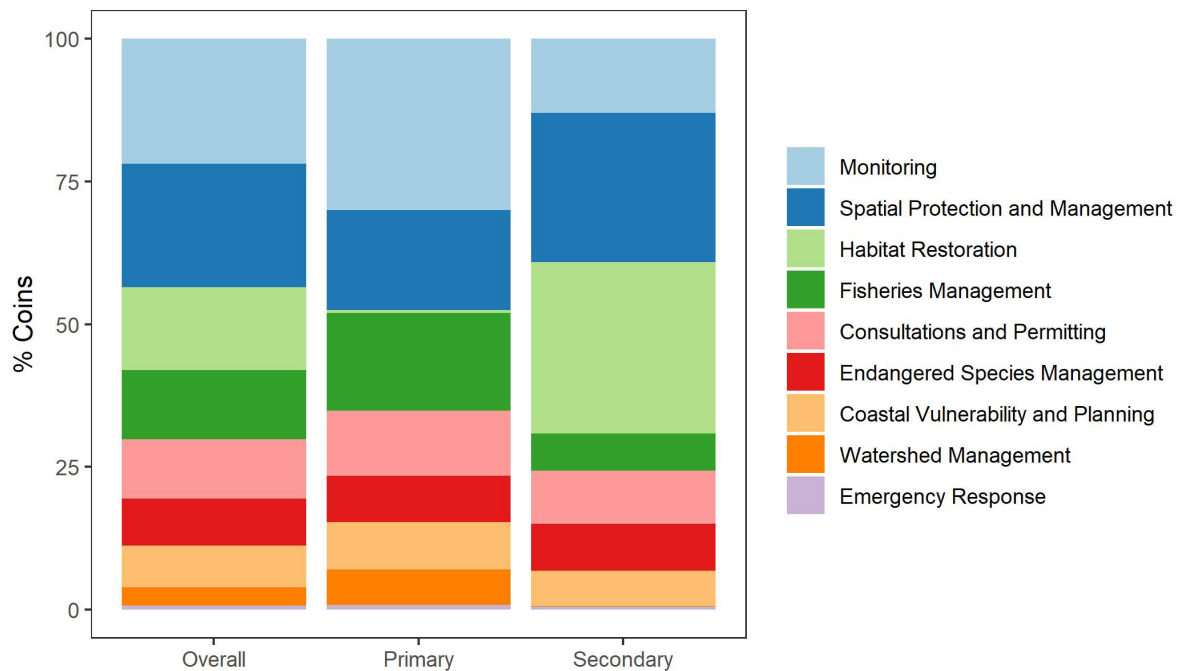 % Coins
100
75
50
25
0
Overall
Primary
Secondary
Monitoring
Spatial Protection and Management
Habitat Restoration
Fisheries Management
Consultations and Permitting
Endangered Species Management
Coastal Vulnerability and Planning
Watershed Management
Emergency Response